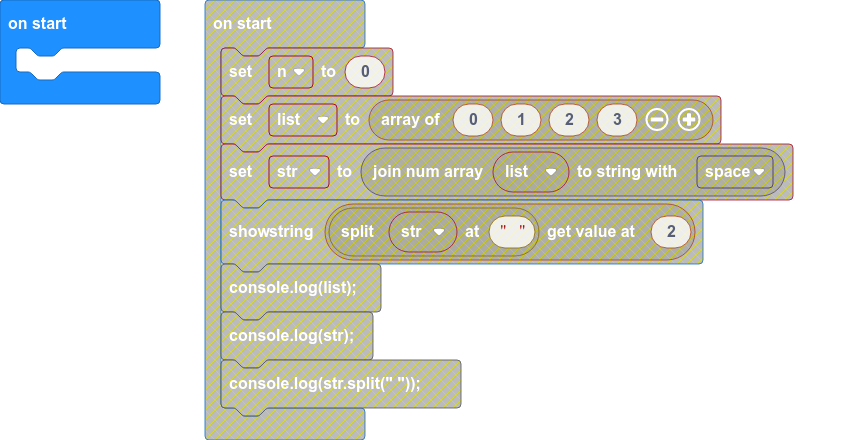 on start
on start
set n to 0
set list to array of 0 1 2 3
set str to join num array list to string with space
showstring split str at " " get value at 2
console.log(list);
console.log(str);
console.log(str.split(" "));